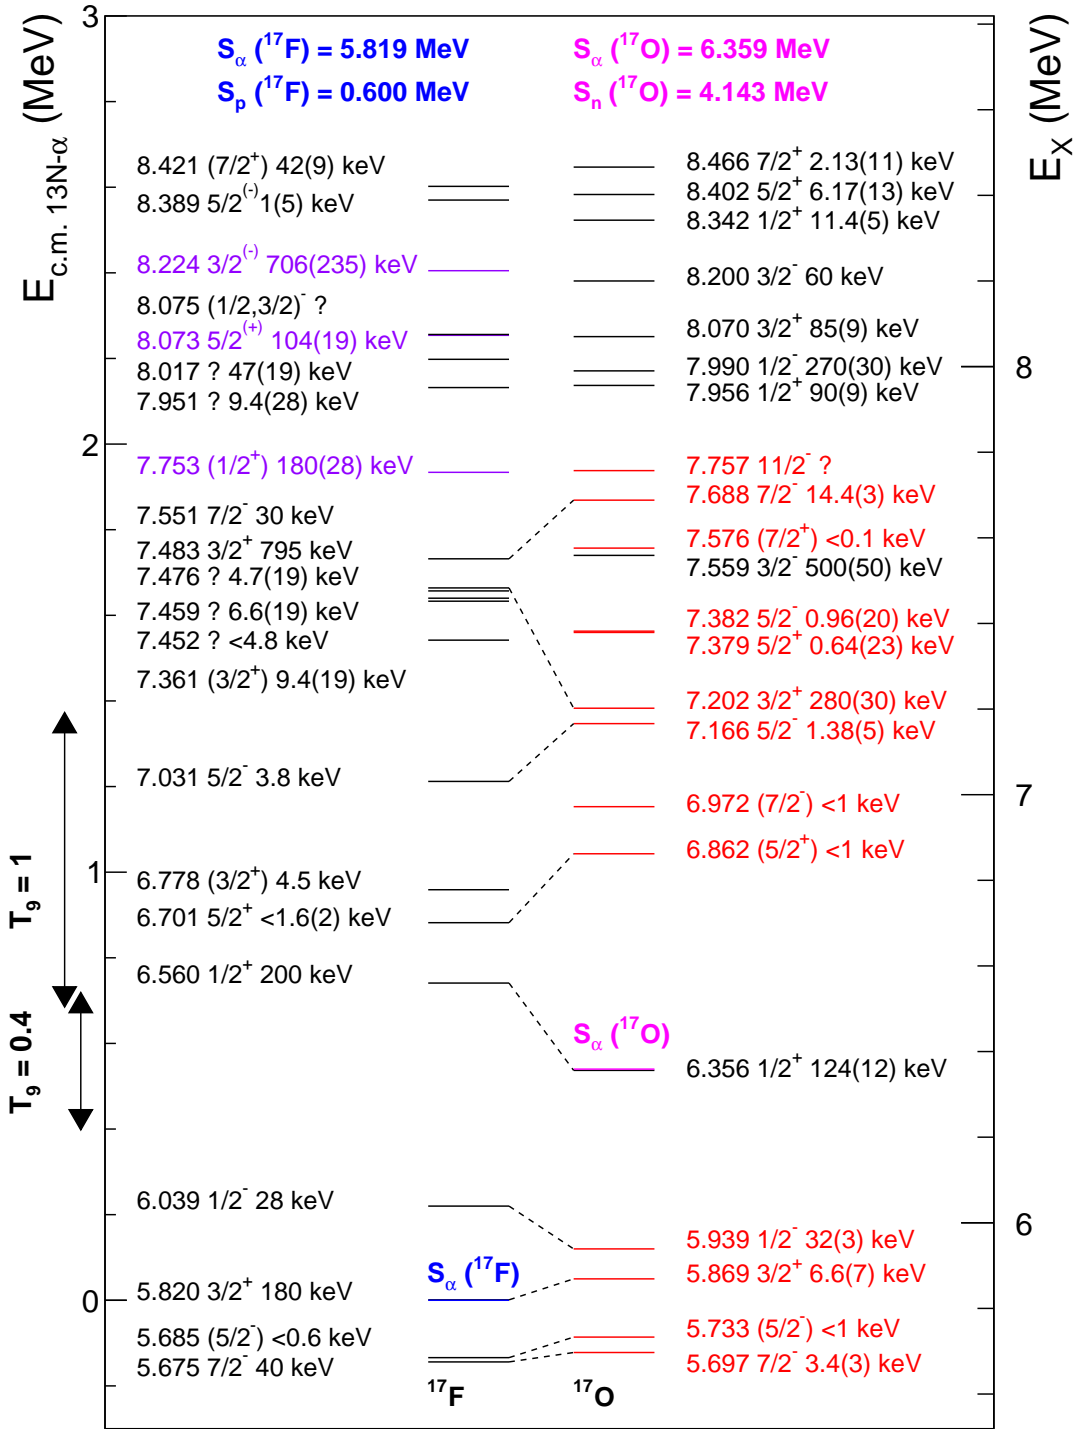 3
S_α (¹⁷F) = 5.819 MeV
S_p (¹⁷F) = 0.600 MeV
S_α (¹⁷O) = 6.359 MeV
S_n (¹⁷O) = 4.143 MeV
E_c.m. 13N-α (MeV)
E_X (MeV)
8.421 (7/2⁺) 42(9) keV
8.389 5/2⁽⁻⁾1(5) keV
8.224 3/2⁽⁻⁾ 706(235) keV
8.075 (1/2,3/2)⁻ ?
8.073 5/2⁽⁺⁾ 104(19) keV
8.017 ? 47(19) keV
7.951 ? 9.4(28) keV
2
7.753 (1/2⁺) 180(28) keV
7.551 7/2⁻ 30 keV
7.483 3/2⁺ 795 keV
7.476 ? 4.7(19) keV
7.459 ? 6.6(19) keV
7.452 ? <4.8 keV
7.361 (3/2⁺) 9.4(19) keV
7.031 5/2⁻ 3.8 keV
1
6.778 (3/2⁺) 4.5 keV
6.701 5/2⁺ <1.6(2) keV
6.560 1/2⁺ 200 keV
T₉ = 1
T₉ = 0.4
6.039 1/2⁻ 28 keV
S_α (¹⁷F)
0
5.820 3/2⁺ 180 keV
5.685 (5/2⁻) <0.6 keV
5.675 7/2⁻ 40 keV
¹⁷F
8.466 7/2⁺ 2.13(11) keV
8.402 5/2⁺ 6.17(13) keV
8.342 1/2⁺ 11.4(5) keV
8.200 3/2⁻ 60 keV
8.070 3/2⁺ 85(9) keV
7.990 1/2⁻ 270(30) keV
8
7.956 1/2⁺ 90(9) keV
7.757 11/2⁻ ?
7.688 7/2⁻ 14.4(3) keV
7.576 (7/2⁺) <0.1 keV
7.559 3/2⁻ 500(50) keV
7.382 5/2⁻ 0.96(20) keV
7.379 5/2⁺ 0.64(23) keV
7.202 3/2⁺ 280(30) keV
7.166 5/2⁻ 1.38(5) keV
7
6.972 (7/2⁻) <1 keV
6.862 (5/2⁺) <1 keV
S_α (¹⁷O)
6.356 1/2⁺ 124(12) keV
6
5.939 1/2⁻ 32(3) keV
5.869 3/2⁺ 6.6(7) keV
5.733 (5/2⁻) <1 keV
5.697 7/2⁻ 3.4(3) keV
¹⁷O